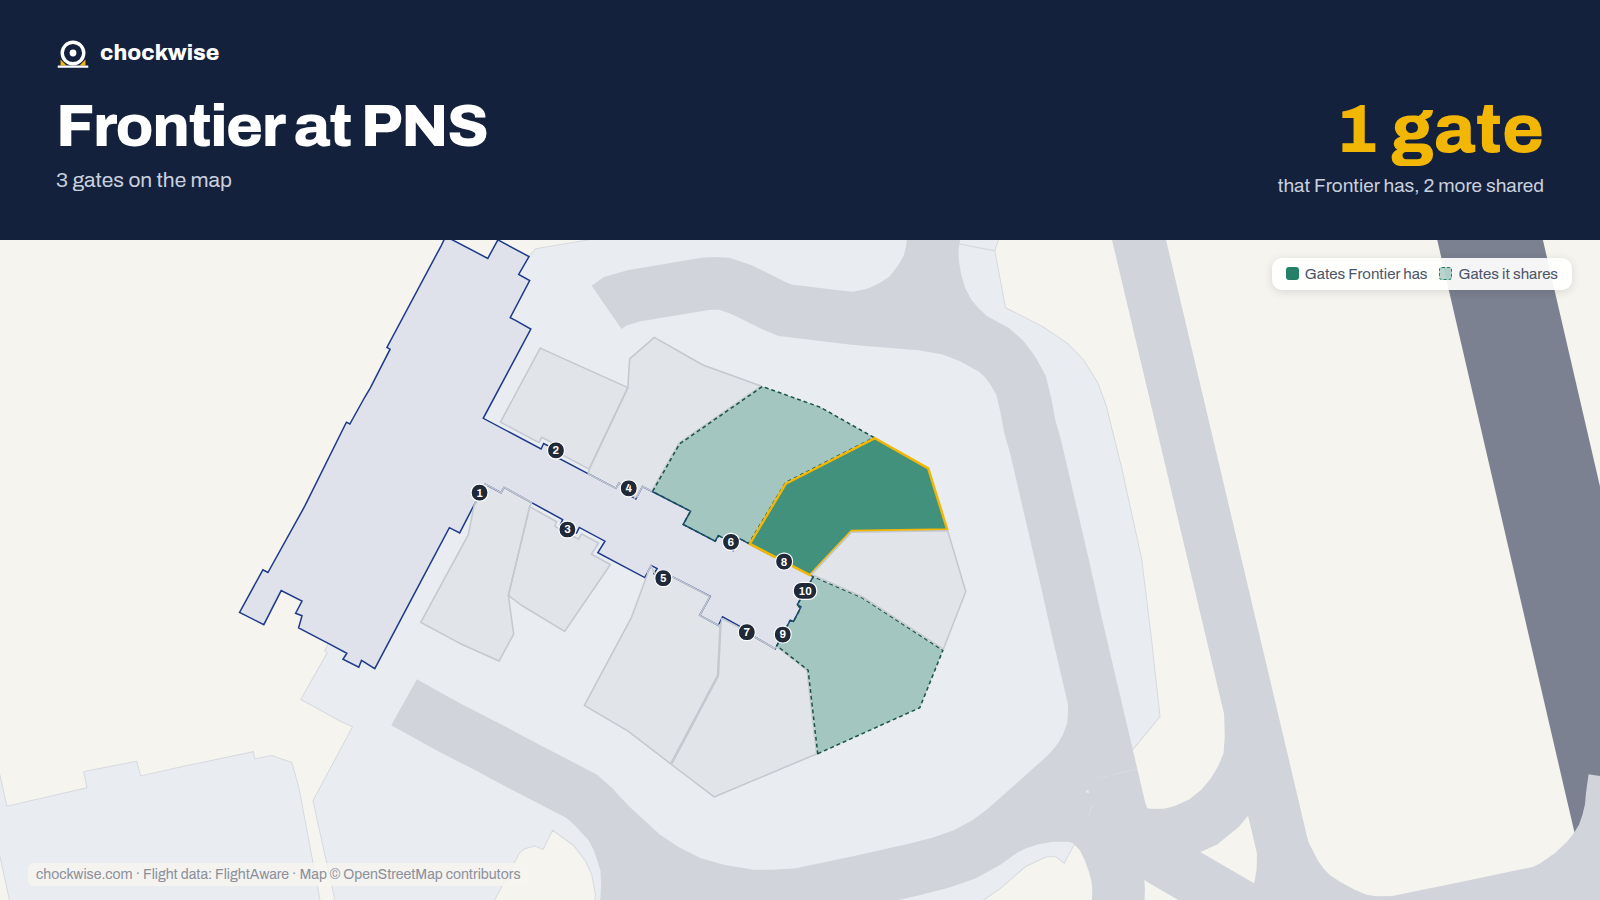 chockwise
Frontier at PNS
3 gates on the map
1 gate
that Frontier has, 2 more shared
Gates Frontier has
Gates it shares
2
1
4
3
6
8
5
10
7
9
chockwise.com · Flight data: FlightAware · Map © OpenStreetMap contributors